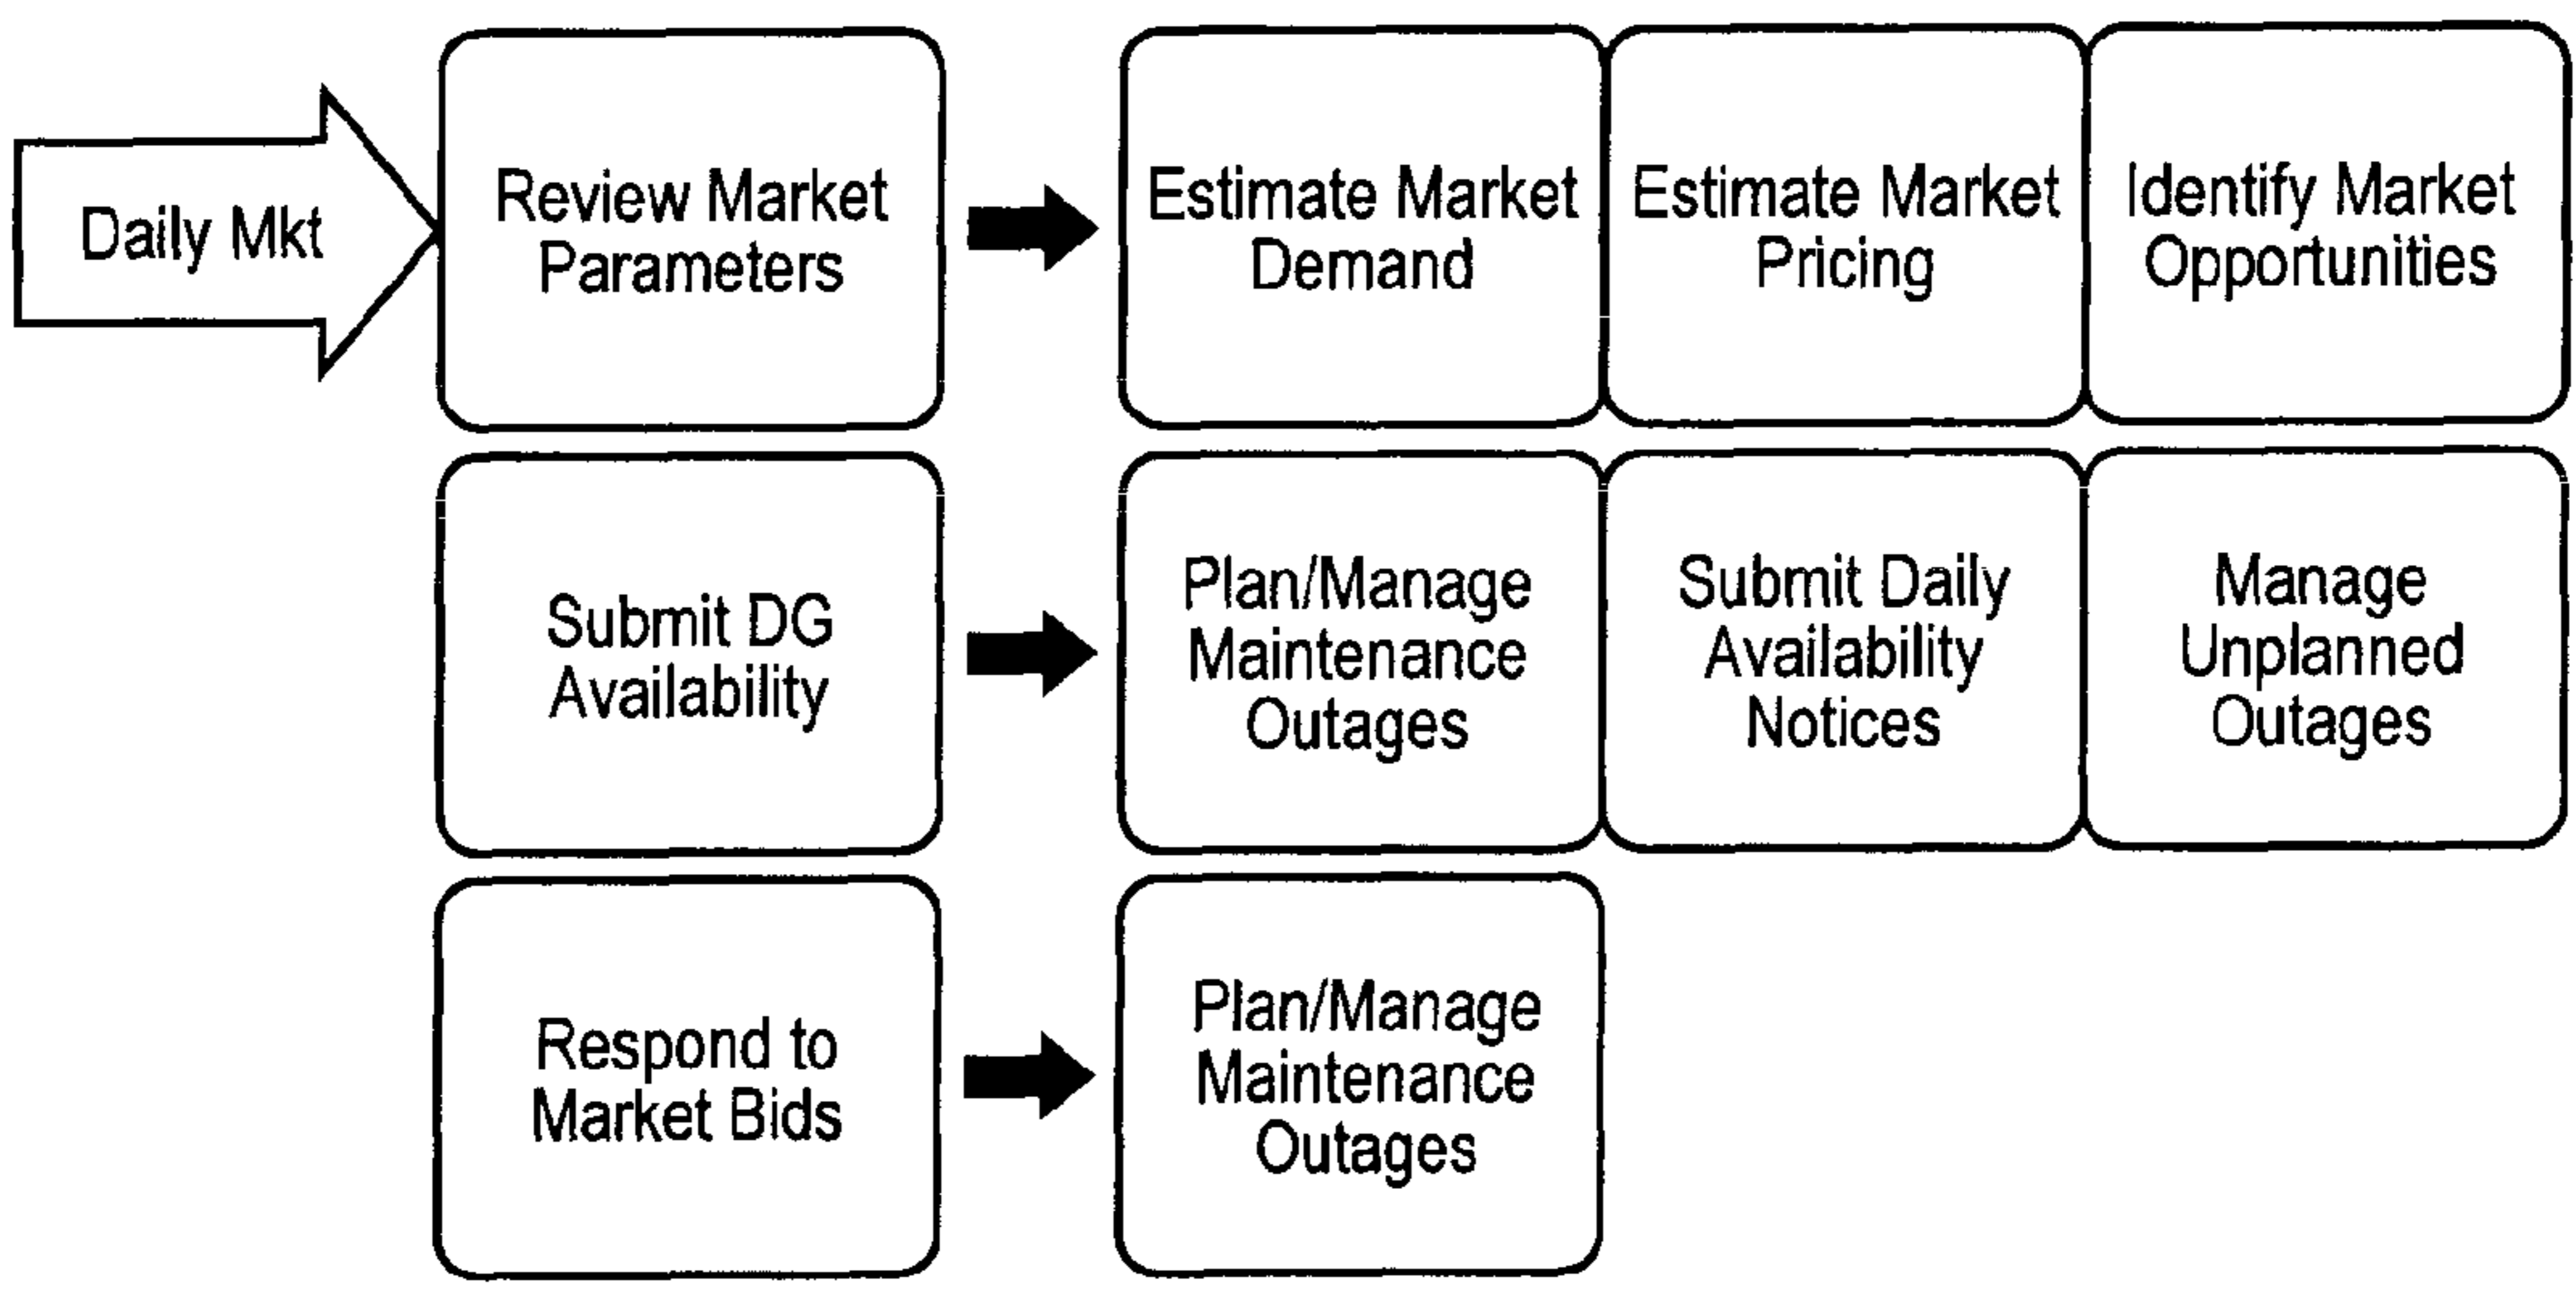 Daily Mkt
Review Market
Parameters
Estimate Market
Demand
Estimate Market
Pricing
Identify Market
Opportunities
Submit DG
Availability
Plan/Manage
Maintenance
Outages
Submit Daily
Availability
Notices
Manage
Unplanned
Outages
Respond to
Market Bids
Plan/Manage
Maintenance
Outages